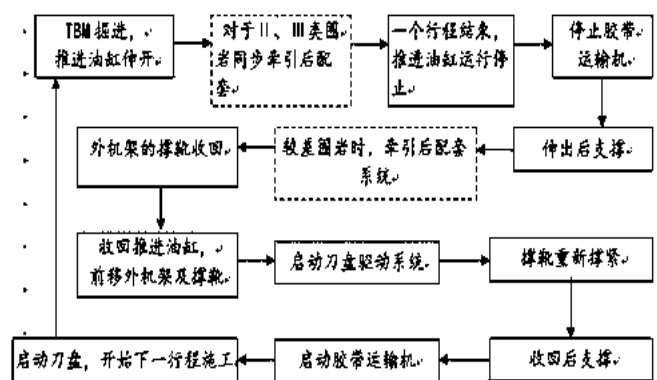 TBM 掘进，
推进油缸伸开
对于Ⅱ、Ⅲ类围
岩同步牵引后配
套
一个行程结束，
推进油缸运行停
止
停止胶带
运输机
伸出后支撑
较差围岩时，牵引后配套
系统
外机架的撑靴收回
收回推进油缸，
前移外机架及撑靴
启动刀盘驱动系统
撑靴重新撑紧
收回后支撑
启动胶带运输机
启动刀盘，开始下一行程施工